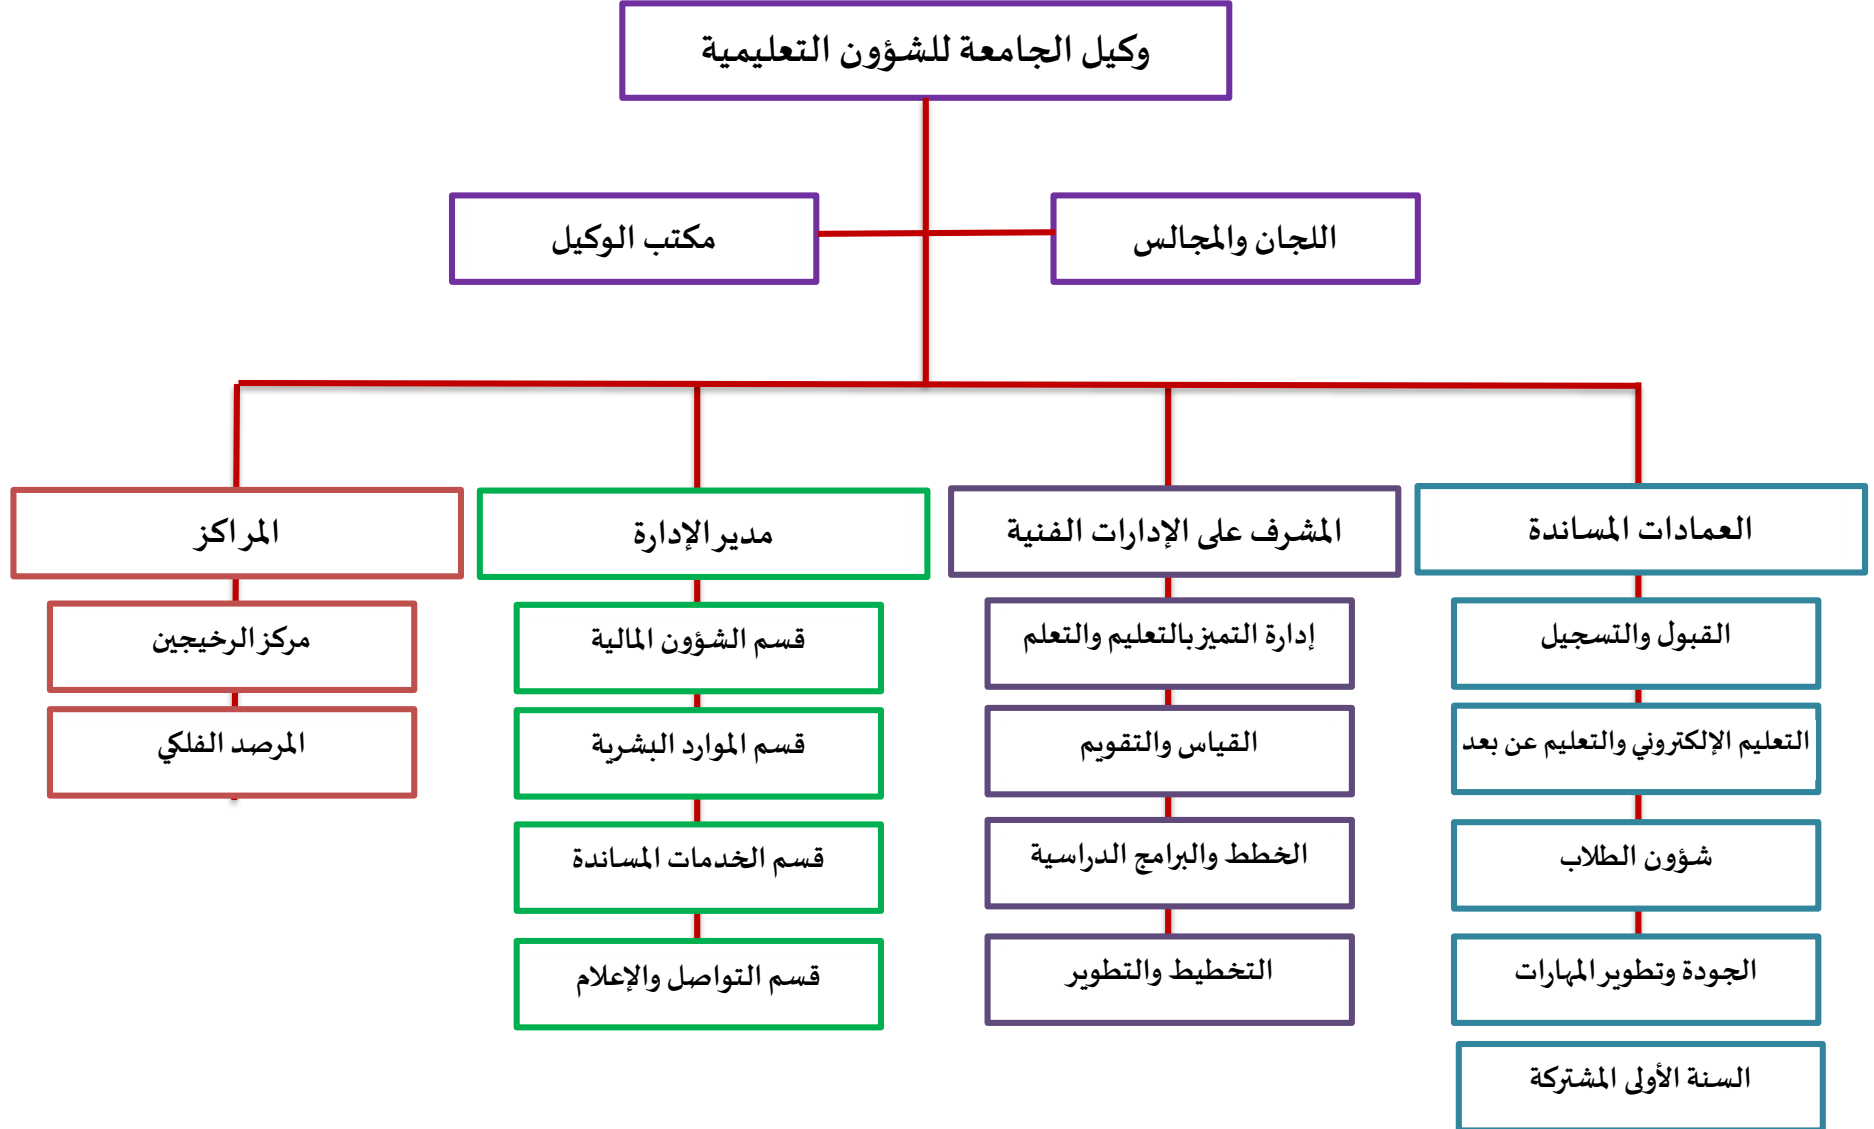 وكيل الجامعة للشؤون التعليمية
اللجان والمجالس
مكتب الوكيل
العمادات المساندة
القبول والتسجيل
التعليم الإلكتروني والتعليم عن بعد
شؤون الطلاب
الجودة وتطوير المهارات
السنة الأولى المشتركة
المشرف على الإدارات الفنية
إدارة التميز بالتعليم والتعلم
القياس والتقويم
الخطط والبرامج الدراسية
التخطيط والتطوير
مدير الإدارة
قسم الشؤون المالية
قسم الموارد البشرية
قسم الخدمات المساندة
قسم التواصل والإعلام
المراكز
مركز الرخيجين
المرصد الفلكي